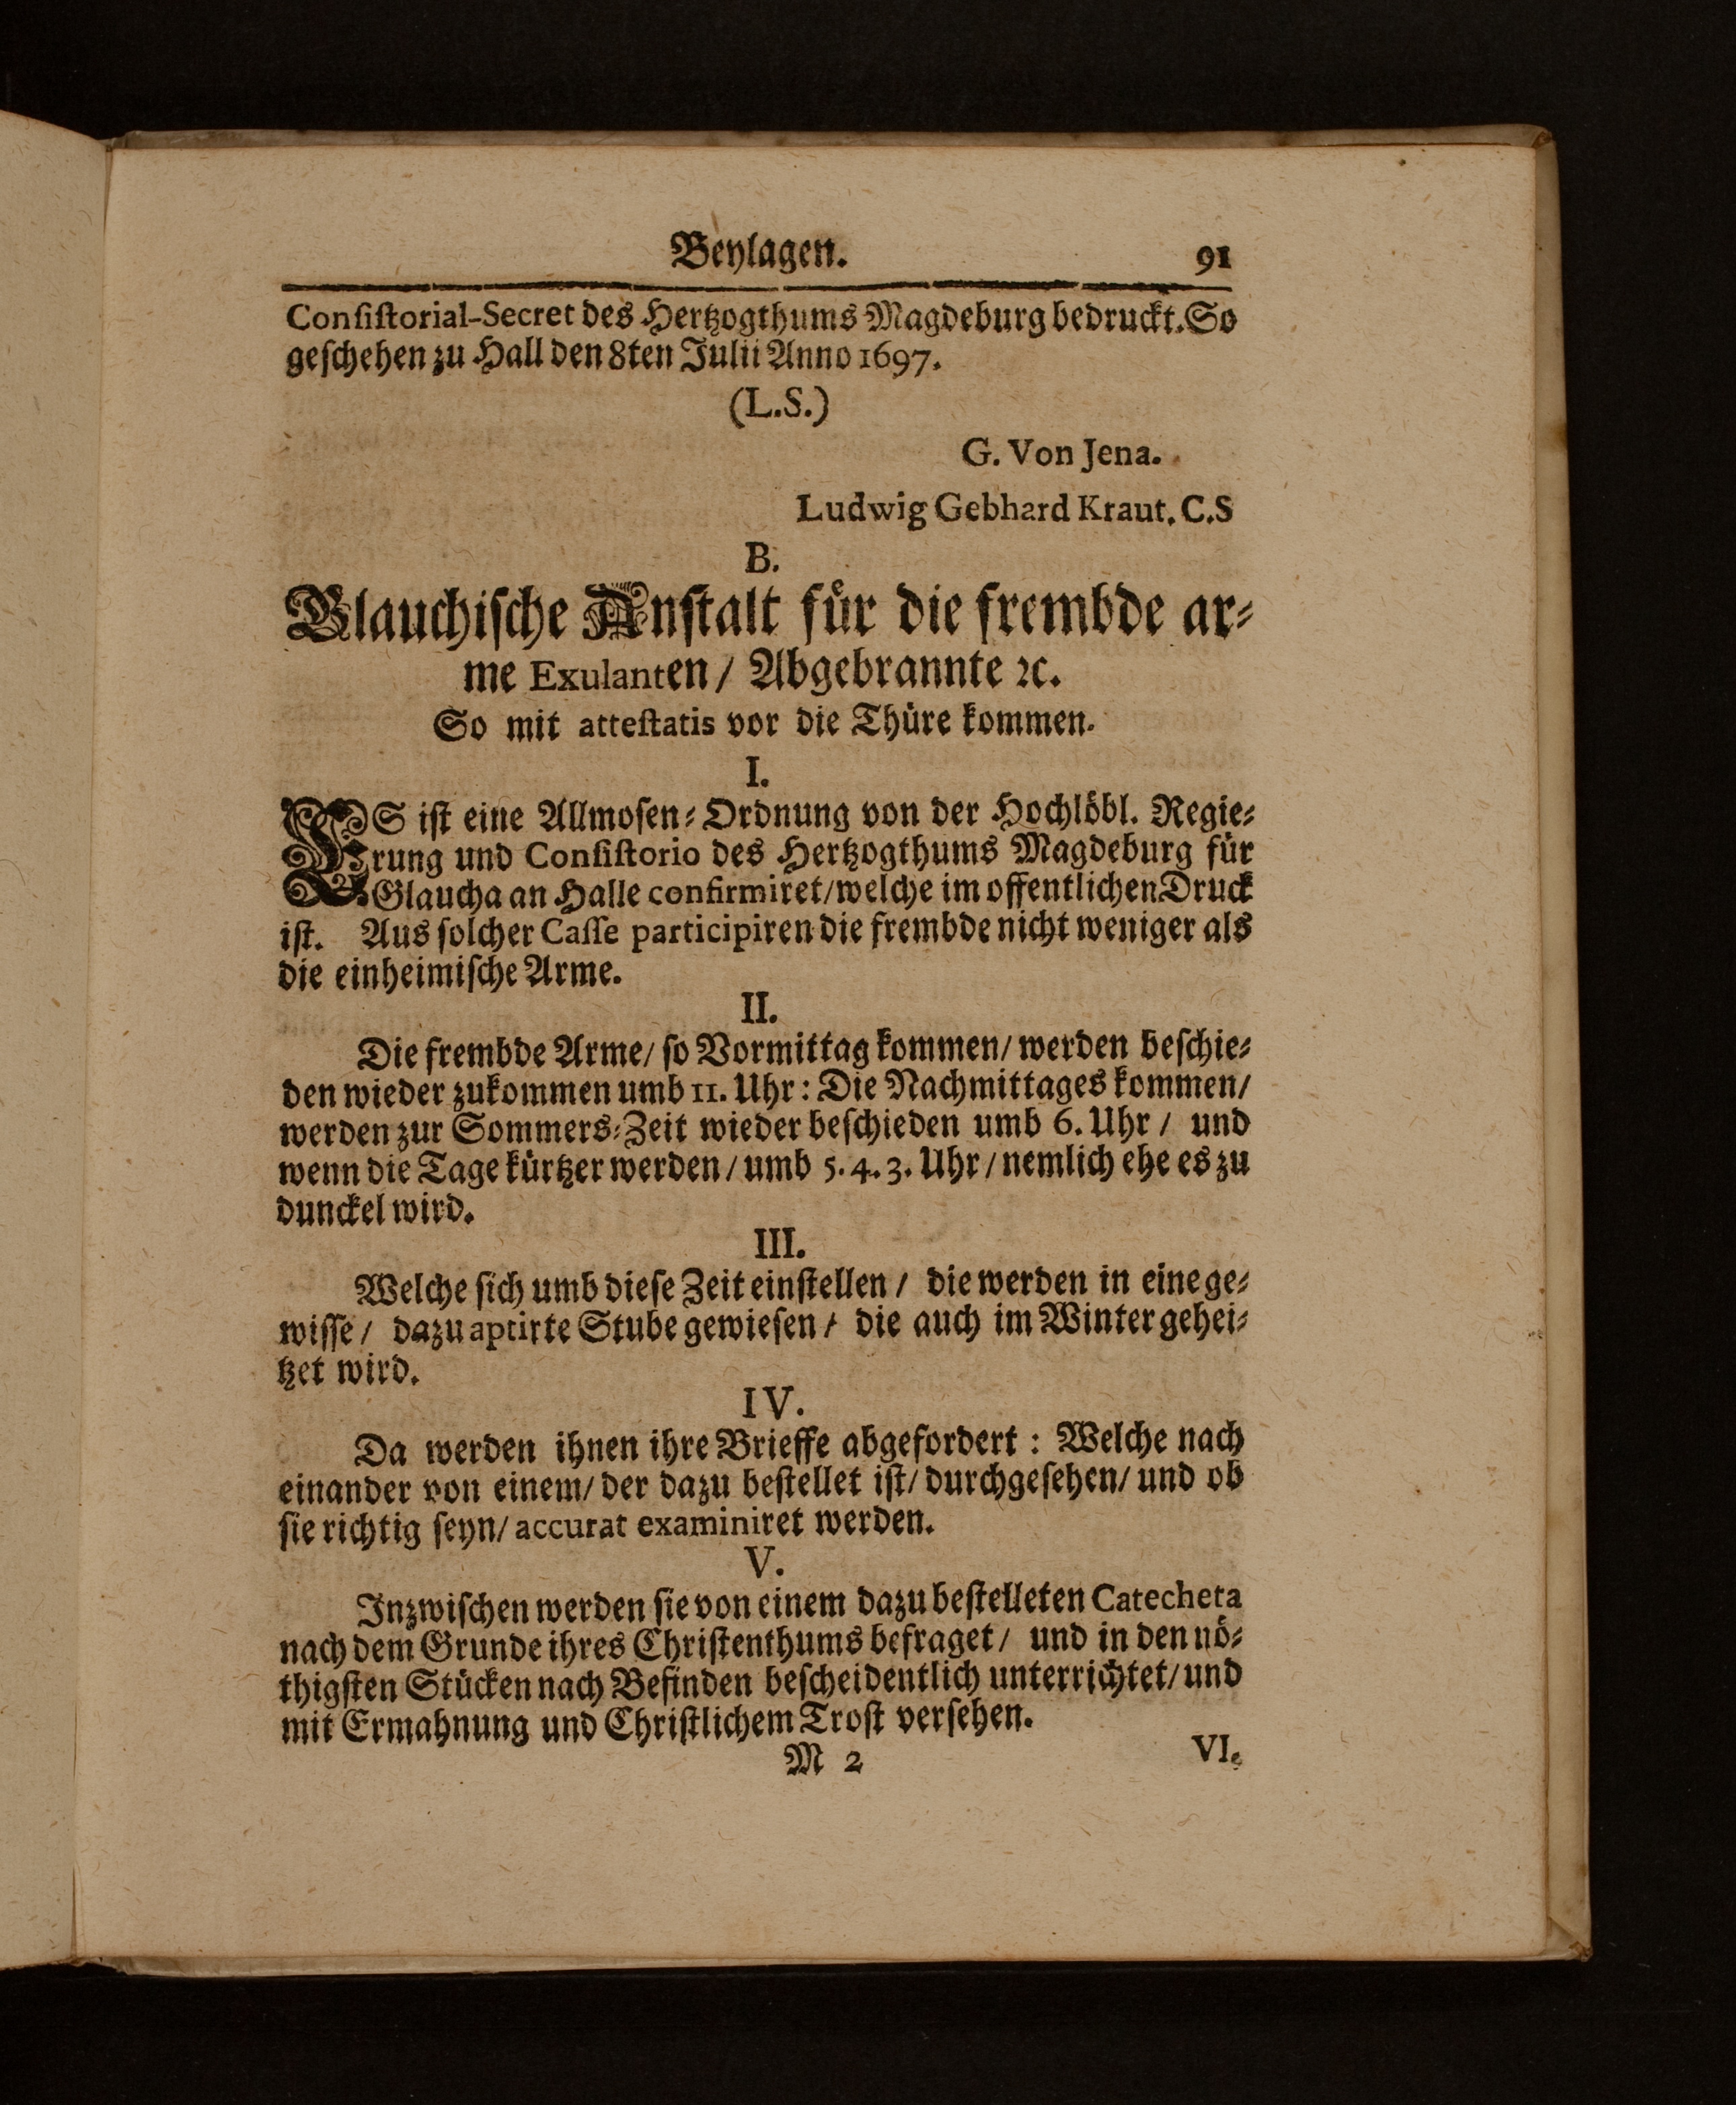 Beylagen. 91
Conſiſtorial-Secret des Hertzogthums Magdeburg bedruckt. So
geſchehen zu Hall den 8ten Julii Anno 1697.
(L.S.)
G. Von Jena.
Ludwig Gebhard Kraut. C.S
B.
Glauchiſche Anſtalt für die frembde ar-
me Exulanten / Abgebrannte ꝛc.
So mit atteſtatis vor die Thüre kommen.
I.
ES iſt eine Allmoſen-Ordnung von der Hochlöbl. Regie-
rung und Conſiſtorio des Hertzogthums Magdeburg für
Glaucha an Halle confirmiret/welche im offentlichen Druck
iſt. Aus ſolcher Caſſe participiren die frembde nicht weniger als
die einheimiſche Arme.
II.
Die frembde Arme/ ſo Vormittag kommen/ werden beſchie-
den wieder zukommen umb 11. Uhr: Die Nachmittages kommen/
werden zur Sommers-Zeit wieder beſchieden umb 6. Uhr / und
wenn die Tage kürtzer werden / umb 5. 4. 3. Uhr / nemlich ehe es zu
dunckel wird.
III.
Welche ſich umb dieſe Zeit einſtellen / die werden in eine ge-
wiſſe / dazu aptirte Stube gewieſen / die auch im Winter gehei-
tzet wird.
IV.
Da werden ihnen ihre Brieffe abgefordert : Welche nach
einander von einem/ der dazu beſtellet iſt/ durchgeſehen/ und ob
ſie richtig ſeyn/ accurat examiniret werden.
V.
Inzwiſchen werden ſie von einem dazu beſtelleten Catecheta
nach dem Grunde ihres Chriſtenthums befraget / und in den nö-
thigſten Stücken nach Befinden beſcheidentlich unterrichtet/ und
mit Ermahnung und Chriſtlichem Troſt verſehen.
M 2 VI.